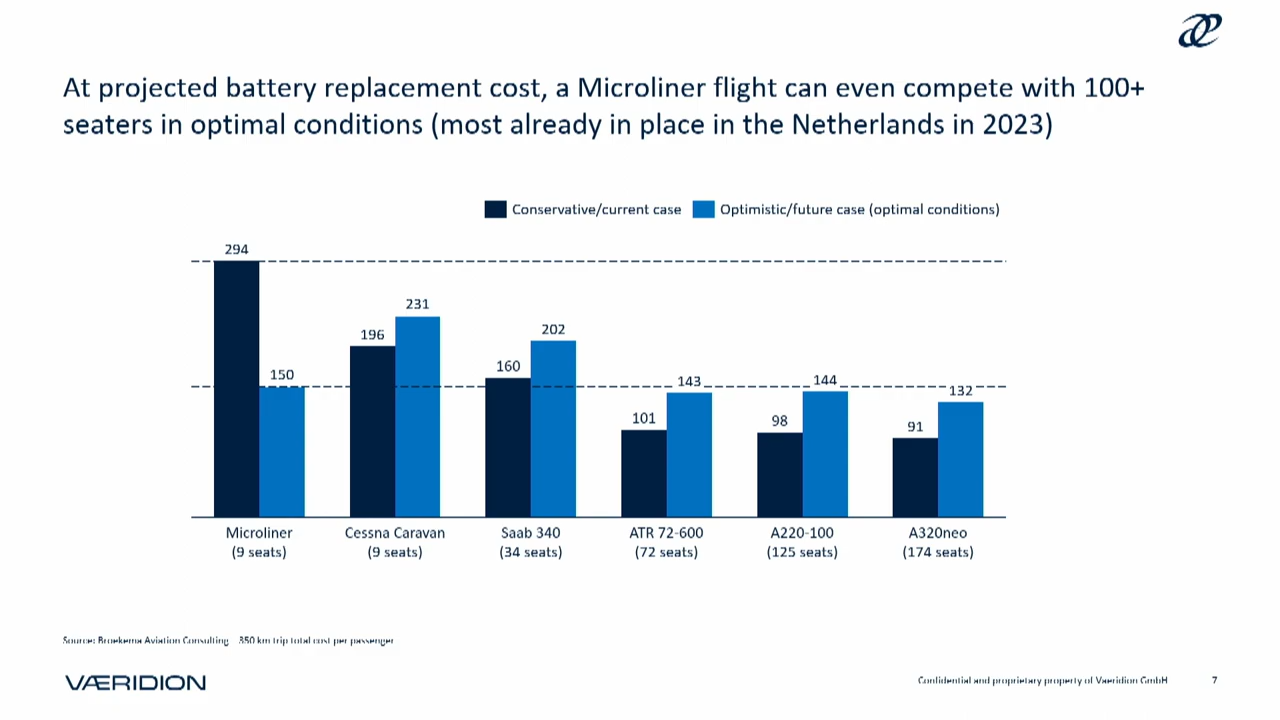 At projected battery replacement cost, a Microliner flight can even compete with 100+
seaters in optimal conditions (most already in place in the Netherlands in 2023)
Conservative/current case Optimistic/future case (optimal conditions)
294
150
196
231
160
202
101
143
98
144
91
132
Microliner
(9 seats)
Cessna Caravan
(9 seats)
Saab 340
(34 seats)
ATR 72-600
(72 seats)
A220-100
(125 seats)
A320neo
(174 seats)
Source: Broekema Aviation Consulting 350 km trip total cost per passenger
VÆRIDION
Confidential and proprietary property of Vaeridion GmbH 7